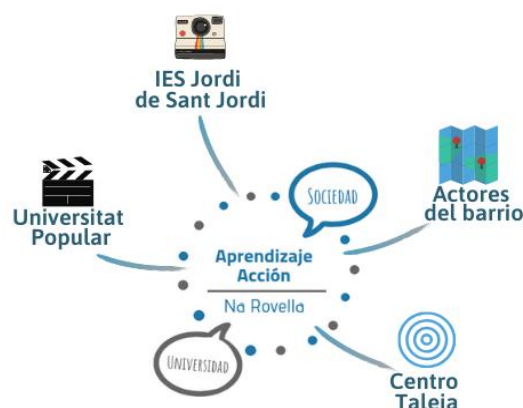 IES Jordi
de Sant Jordi
SOCIEDAD
Actores
del barrio
Universitat
Popular
Aprendizaje
Acción
Na Rovella
UNIVERSIDAD
Centro
Taleia